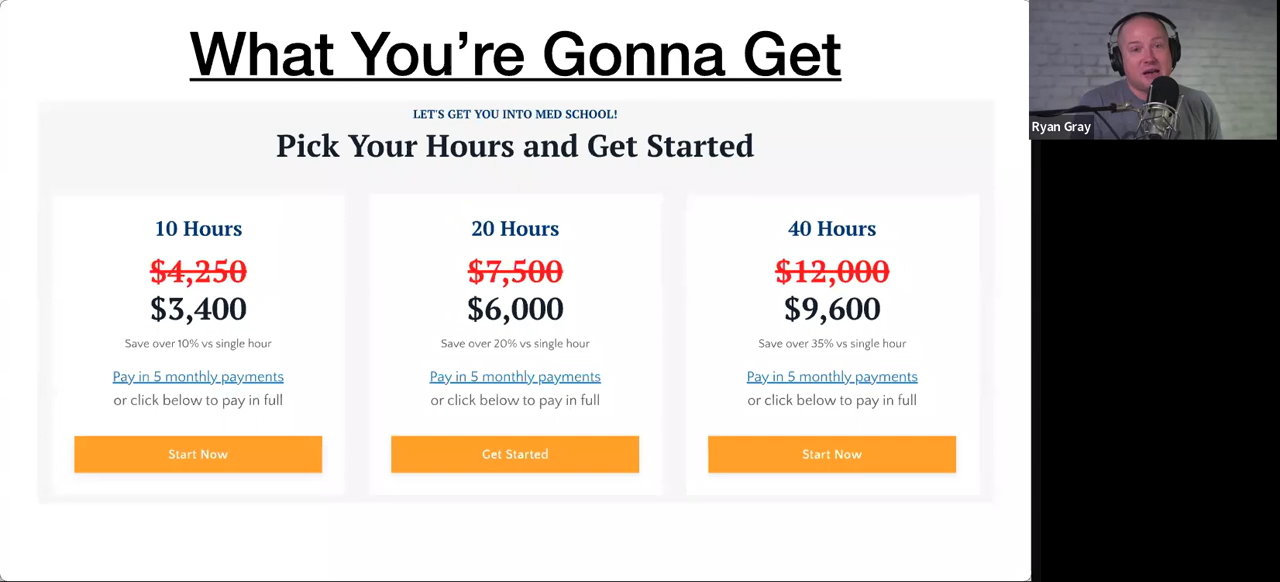 What You’re Gonna Get
LET'S GET YOU INTO MED SCHOOL!
Pick Your Hours and Get Started
10 Hours
$4,250
$3,400
Save over 10% vs single hour
Pay in 5 monthly payments
or click below to pay in full
Start Now
20 Hours
$7,500
$6,000
Save over 20% vs single hour
Pay in 5 monthly payments
or click below to pay in full
Get Started
40 Hours
$12,000
$9,600
Save over 35% vs single hour
Pay in 5 monthly payments
or click below to pay in full
Start Now
Ryan Gray